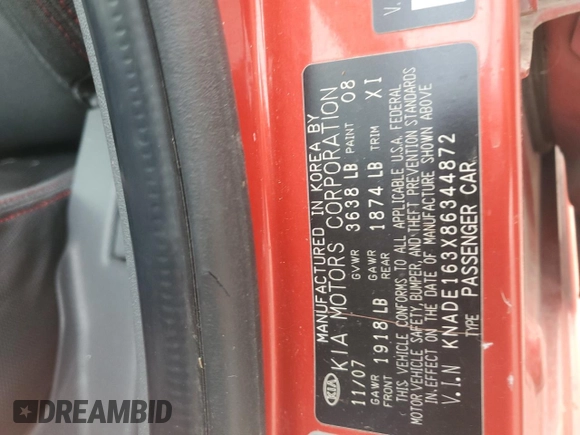 V.
MANUFACTURED IN KOREA BY
KIA KIA MOTORS CORPORATION
11/07 GVWR 3638 LB PAINT 08
GAWR FRONT 1918 LB GAWR REAR 1874 LB TRIM XI
THIS VEHICLE CONFORMS TO ALL APPLICABLE U.S.A. FEDERAL
MOTOR VEHICLE SAFETY, BUMPER, AND THEFT PREVENTION STANDARDS
IN EFFECT ON THE DATE OF MANUFACTURE SHOWN ABOVE
V.I.N KNADE163X86344872
TYPE PASSENGER CAR
DREAMBID